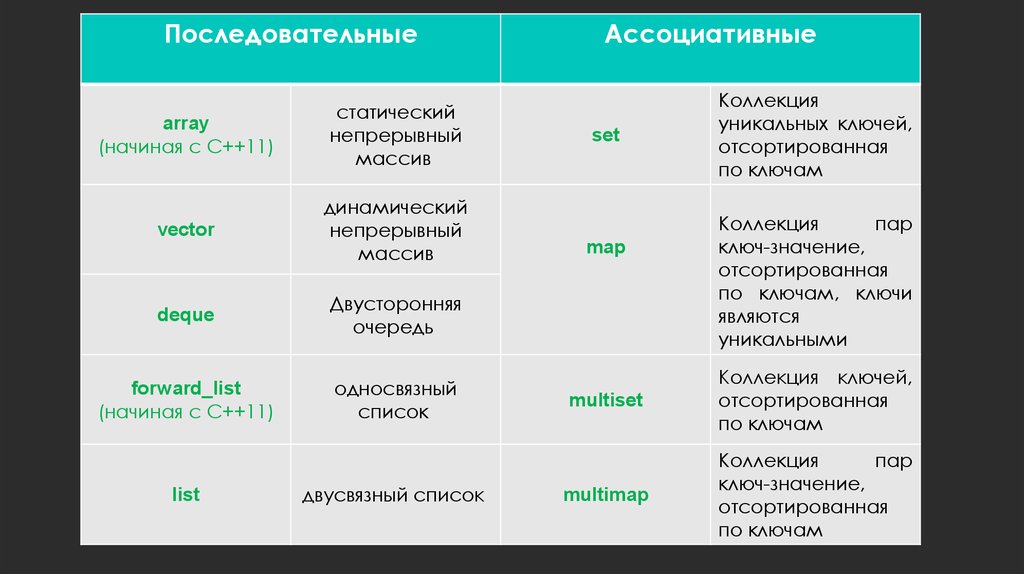 Последовательные
Ассоциативные
array
(начиная с C++11)
статический
непрерывный
массив
set
Коллекция
уникальных ключей,
отсортированная
по ключам
vector
динамический
непрерывный
массив
map
Коллекция пар
ключ-значение,
отсортированная
по ключам, ключи
являются
уникальными
deque
Двусторонняя
очередь
forward_list
(начиная с C++11)
односвязный
список
multiset
Коллекция ключей,
отсортированная
по ключам
list
двусвязный список
multimap
Коллекция пар
ключ-значение,
отсортированная
по ключам